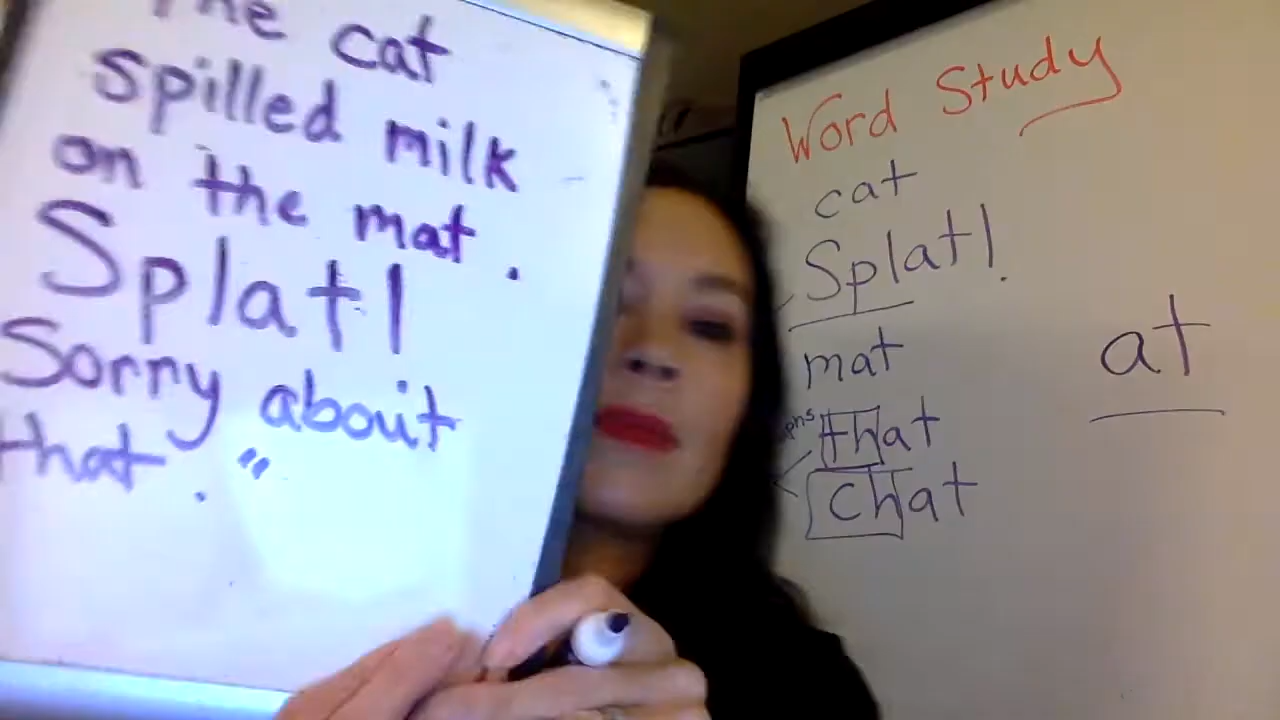 The cat
spilled milk
on the mat.
Splat!
Sorry about
that."
Word Study
cat
Splat!
mat
that
chat
at